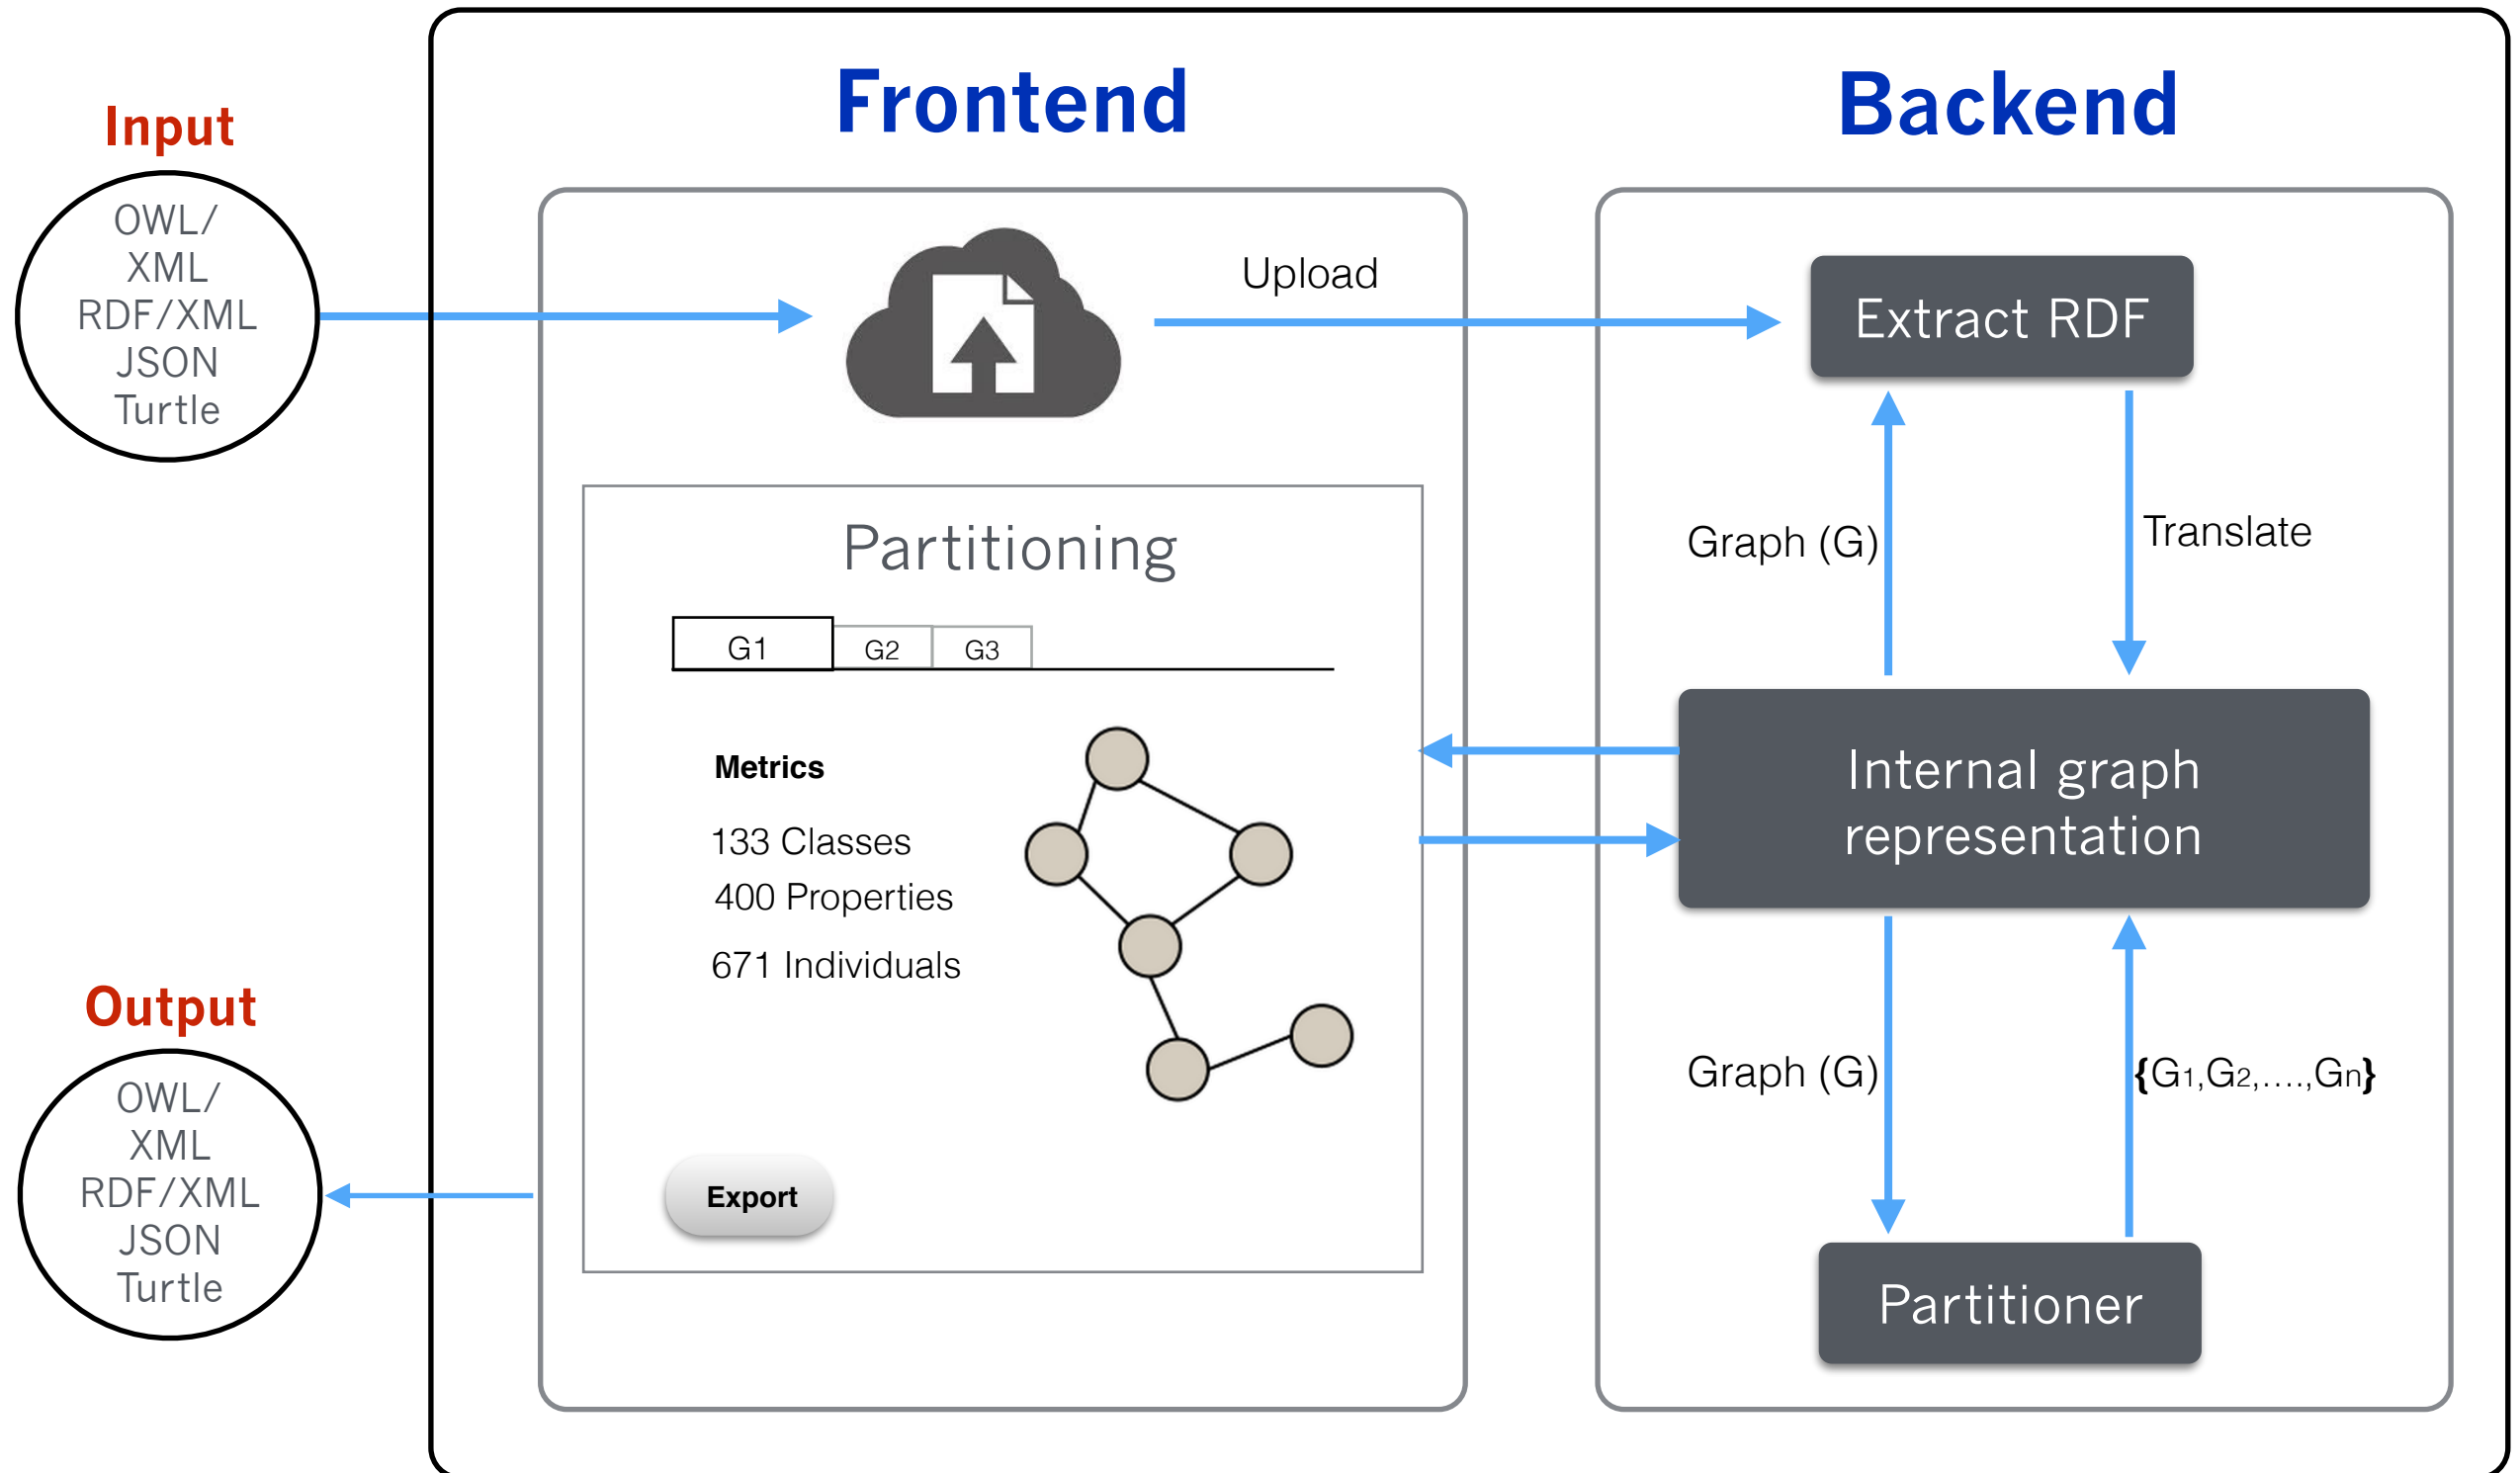 Frontend
Backend
Input
OWL/
XML
RDF/XML
JSON
Turtle
Upload
Extract RDF
Graph (G)
Translate
Partitioning
G1
G2
G3
Metrics
133 Classes
400 Properties
671 Individuals
Internal graph
representation
Output
OWL/
XML
RDF/XML
JSON
Turtle
Export
Graph (G)
{G1,G2,....,Gn}
Partitioner